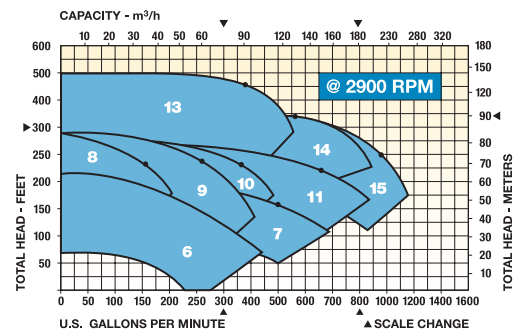 CAPACITY - m³/h
10 20 30 40 50 60 90 120 140 180 240 280 320
600 180
500 150
400 120
@ 2900 RPM
13
300 90
250 80
14
8 70
200 9 10 60
11 15
150 50
40
100 7 30
6 20
50 10
TOTAL HEAD - FEET
TOTAL HEAD - METERS
0 50 100 150 200 250 300 400 500 600 700 800 1000 1200 1400 1600
U.S. GALLONS PER MINUTE
SCALE CHANGE